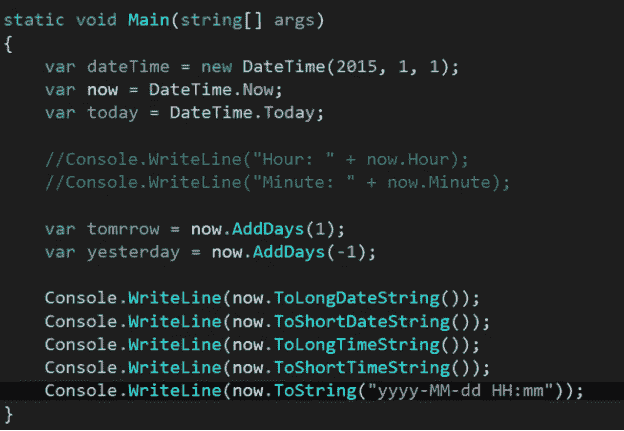 static void Main(string[] args)
{
    var dateTime = new DateTime(2015, 1, 1);
    var now = DateTime.Now;
    var today = DateTime.Today;

    //Console.WriteLine("Hour: " + now.Hour);
    //Console.WriteLine("Minute: " + now.Minute);

    var tomrrow = now.AddDays(1);
    var yesterday = now.AddDays(-1);

    Console.WriteLine(now.ToLongDateString());
    Console.WriteLine(now.ToShortDateString());
    Console.WriteLine(now.ToLongTimeString());
    Console.WriteLine(now.ToShortTimeString());
    Console.WriteLine(now.ToString("yyyy-MM-dd HH:mm"));
}